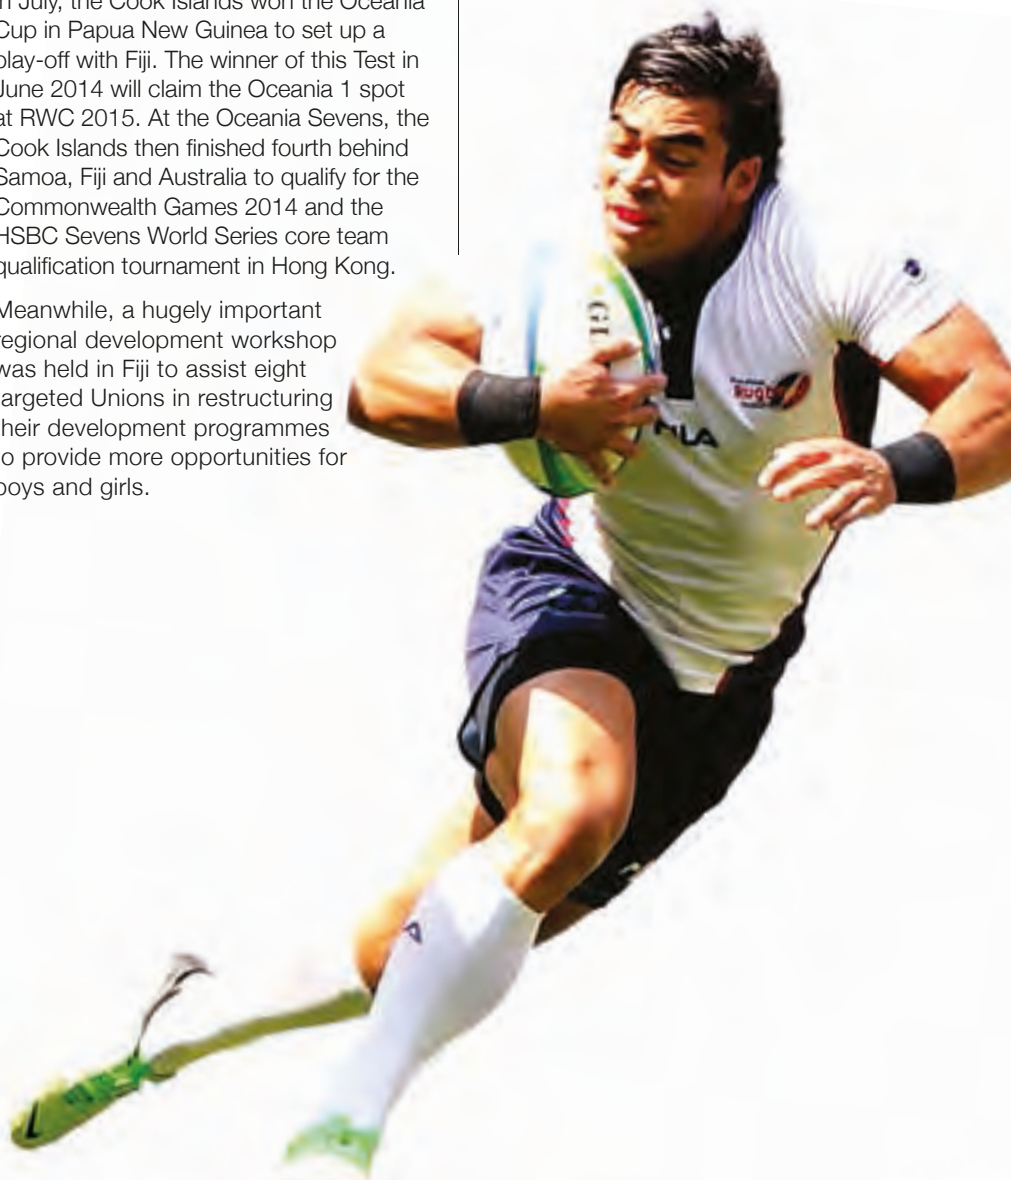 In July, the Cook Islands won the Oceania
Cup in Papua New Guinea to set up a
play-off with Fiji. The winner of this Test in
June 2014 will claim the Oceania 1 spot
at RWC 2015. At the Oceania Sevens, the
Cook Islands then finished fourth behind
Samoa, Fiji and Australia to qualify for the
Commonwealth Games 2014 and the
HSBC Sevens World Series core team
qualification tournament in Hong Kong.
Meanwhile, a hugely important
regional development workshop
was held in Fiji to assist eight
targeted Unions in restructuring
their development programmes
to provide more opportunities for
boys and girls.
GI
RUGBY